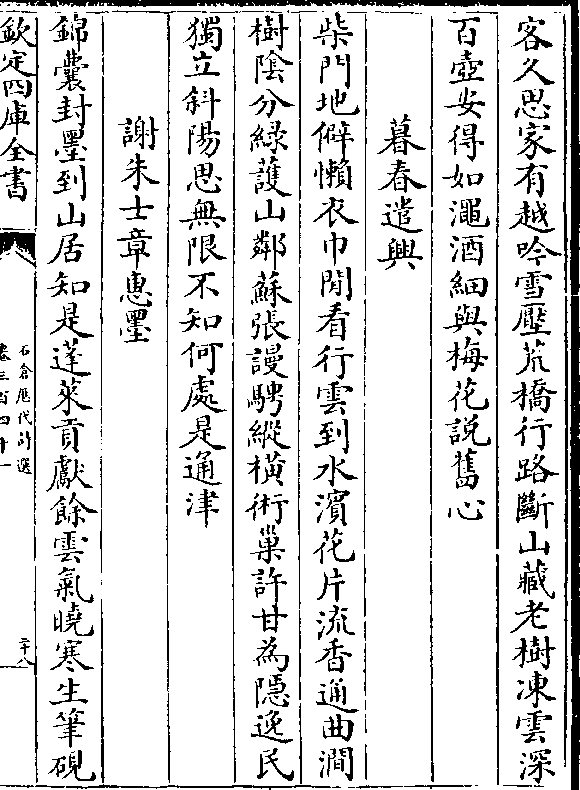 客久思家有越吟雪壓荒橋行路斷山藏老樹凍雲深
百壺安得如澠酒細與梅花說舊心
暮春遣興
柴門地僻懶衣巾閒看行雲到水濱花片流香通曲澗
樹陰分綠護山鄰蘇張謾騁縱橫術巢許甘為隱逸民
獨立斜陽思無限不知何處是通津
謝朱士章惠墨
錦囊封墨到山居知是蓬萊貢獻餘雲氣曉寒生筆硯
欽定四庫全書
石倉歷代詩選
卷三百四十一
二十八